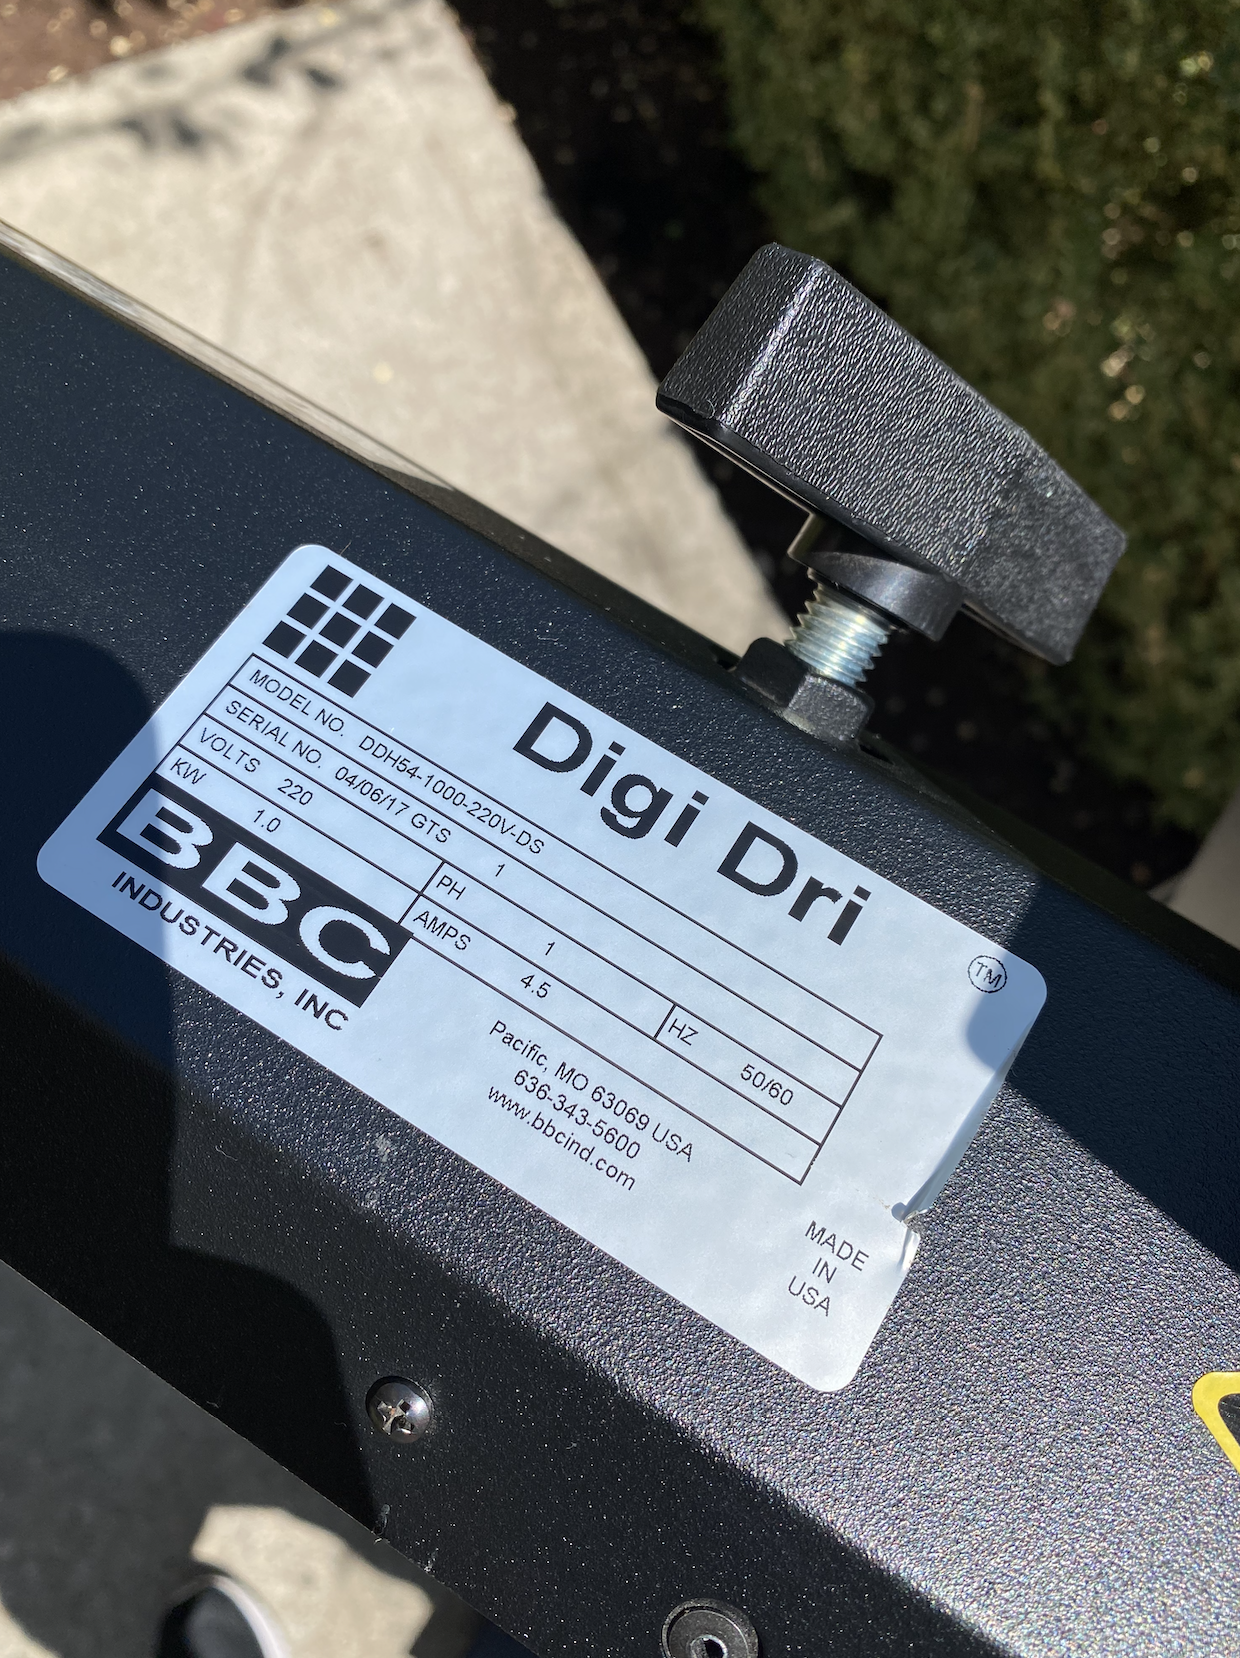 Digi Dri
TM
MODEL NO. DDH54-1000-220V-DS
SERIAL NO. 04/06/17 GTS 1
VOLTS 220 PH 1 HZ 50/60
KW 1.0 AMPS 4.5
BBC
INDUSTRIES, INC
Pacific, MO 63069 USA
636-343-5600
www.bbcind.com
MADE
IN
USA